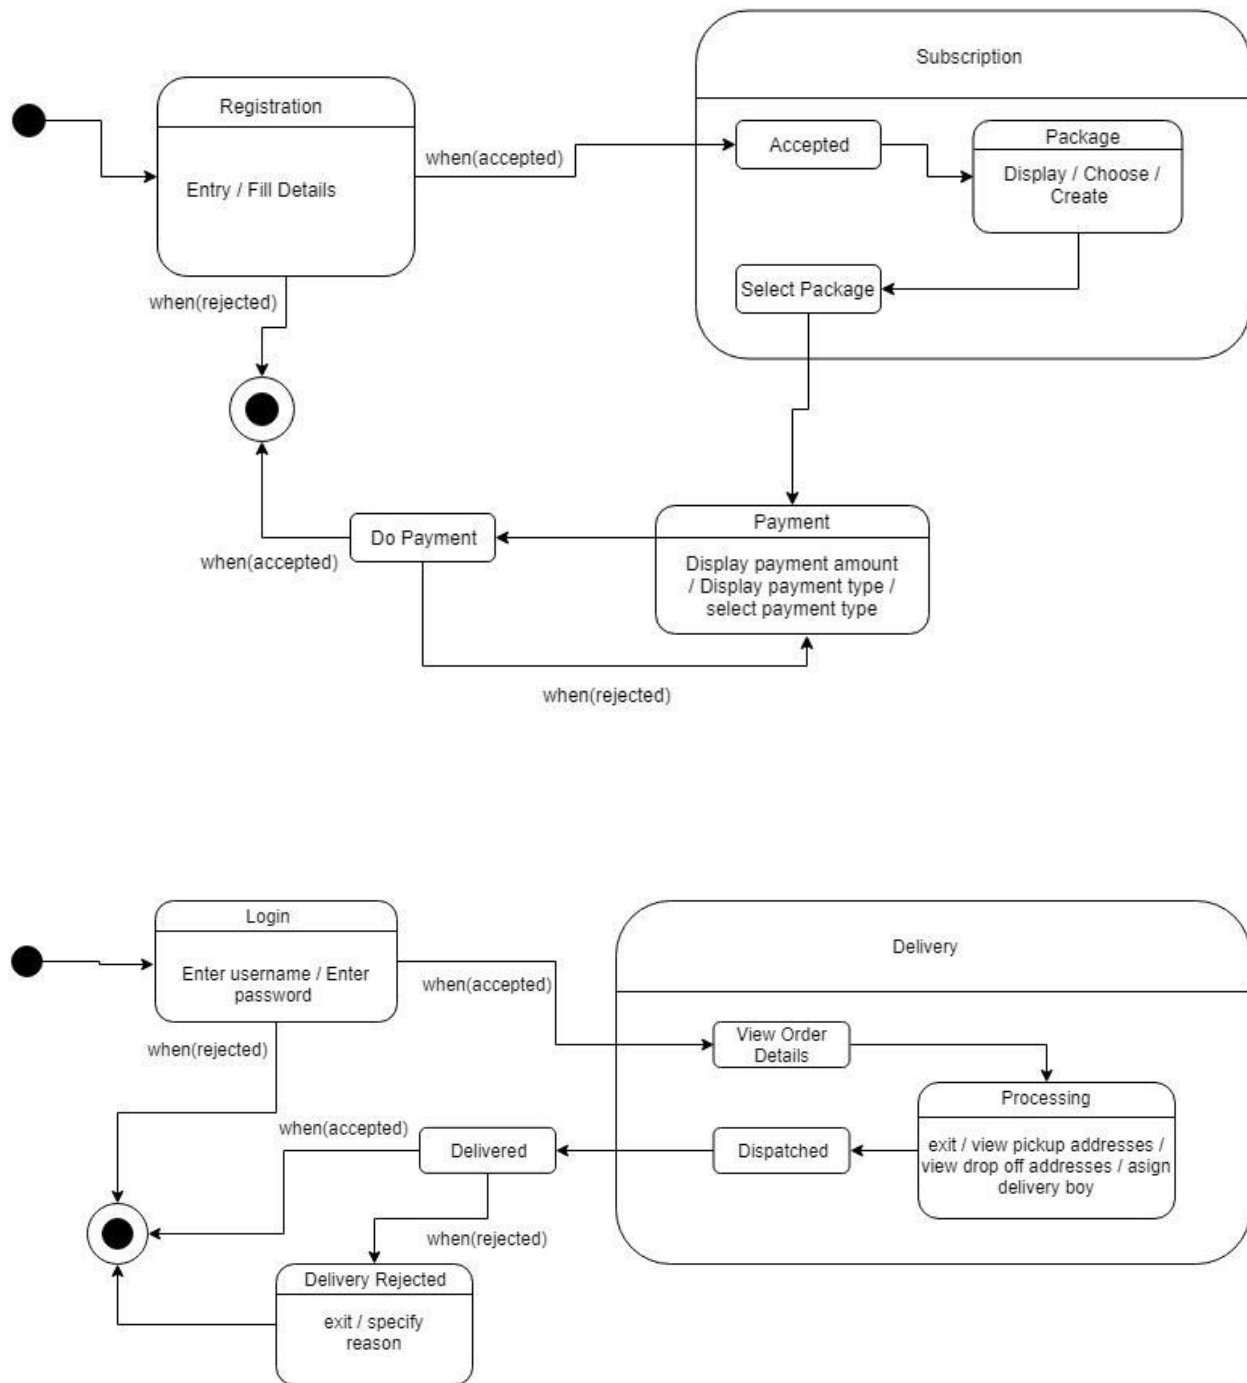 Subscription
Registration
Entry / Fill Details
when(accepted)
Accepted
Package
Display / Choose /
Create
Select Package
when(rejected)
Do Payment
when(accepted)
Payment
Display payment amount
/ Display payment type /
select payment type
when(rejected)
Login
Enter username / Enter
password
when(accepted)
when(rejected)
Delivery
View Order
Details
Processing
exit / view pickup addresses /
view drop off addresses / asign
delivery boy
Dispatched
Delivered
when(accepted)
when(rejected)
Delivery Rejected
exit / specify
reason